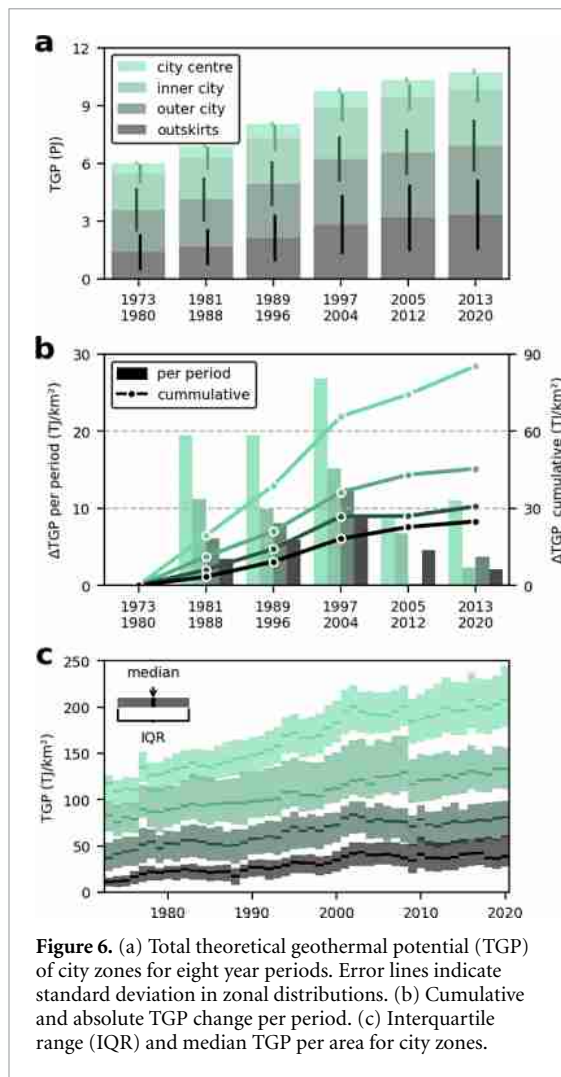 a
12
9
6
3
0
TGP (PJ)
city centre
inner city
outer city
outskirts
1973 1981 1989 1997 2005 2013
1980 1988 1996 2004 2012 2020
b
30
20
10
0
ΔTGP per period (TJ/km²)
per period
cummulative
90
60
30
0
ΔTGP cumulative (TJ/km²)
1973 1981 1989 1997 2005 2013
1980 1988 1996 2004 2012 2020
c
250
200
150
100
50
0
TGP (TJ/km²)
median
IQR
1980 1990 2000 2010 2020
Figure 6. (a) Total theoretical geothermal potential (TGP)
of city zones for eight year periods. Error lines indicate
standard deviation in zonal distributions. (b) Cumulative
and absolute TGP change per period. (c) Interquartile
range (IQR) and median TGP per area for city zones.